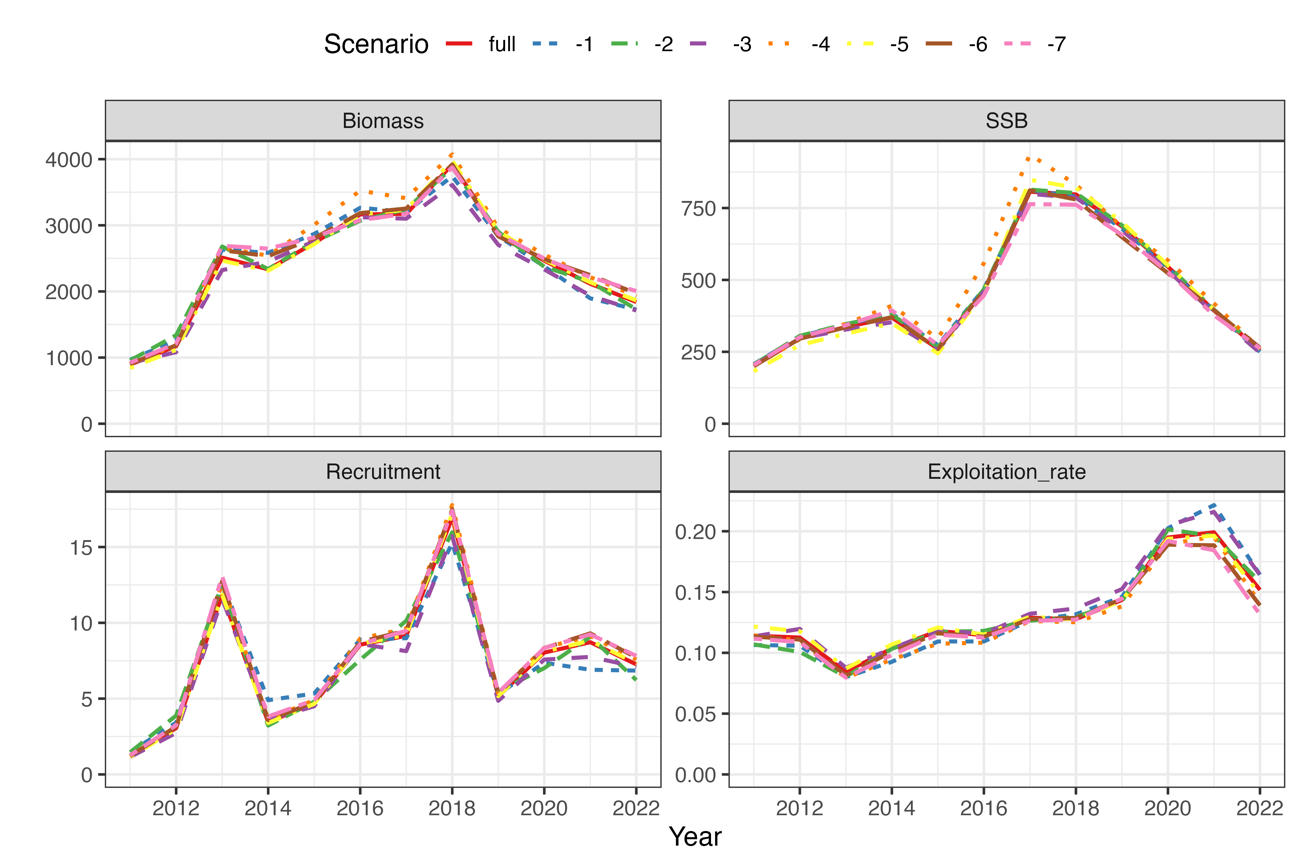 Scenario full -1 -2 -3 -4 -5 -6 -7
Biomass
SSB
4000
3000
2000
1000
0
750
500
250
0
Recruitment
Exploitation_rate
15
10
5
0
0.20
0.15
0.10
0.05
0.00
2012 2014 2016 2018 2020 2022
2012 2014 2016 2018 2020 2022
Year